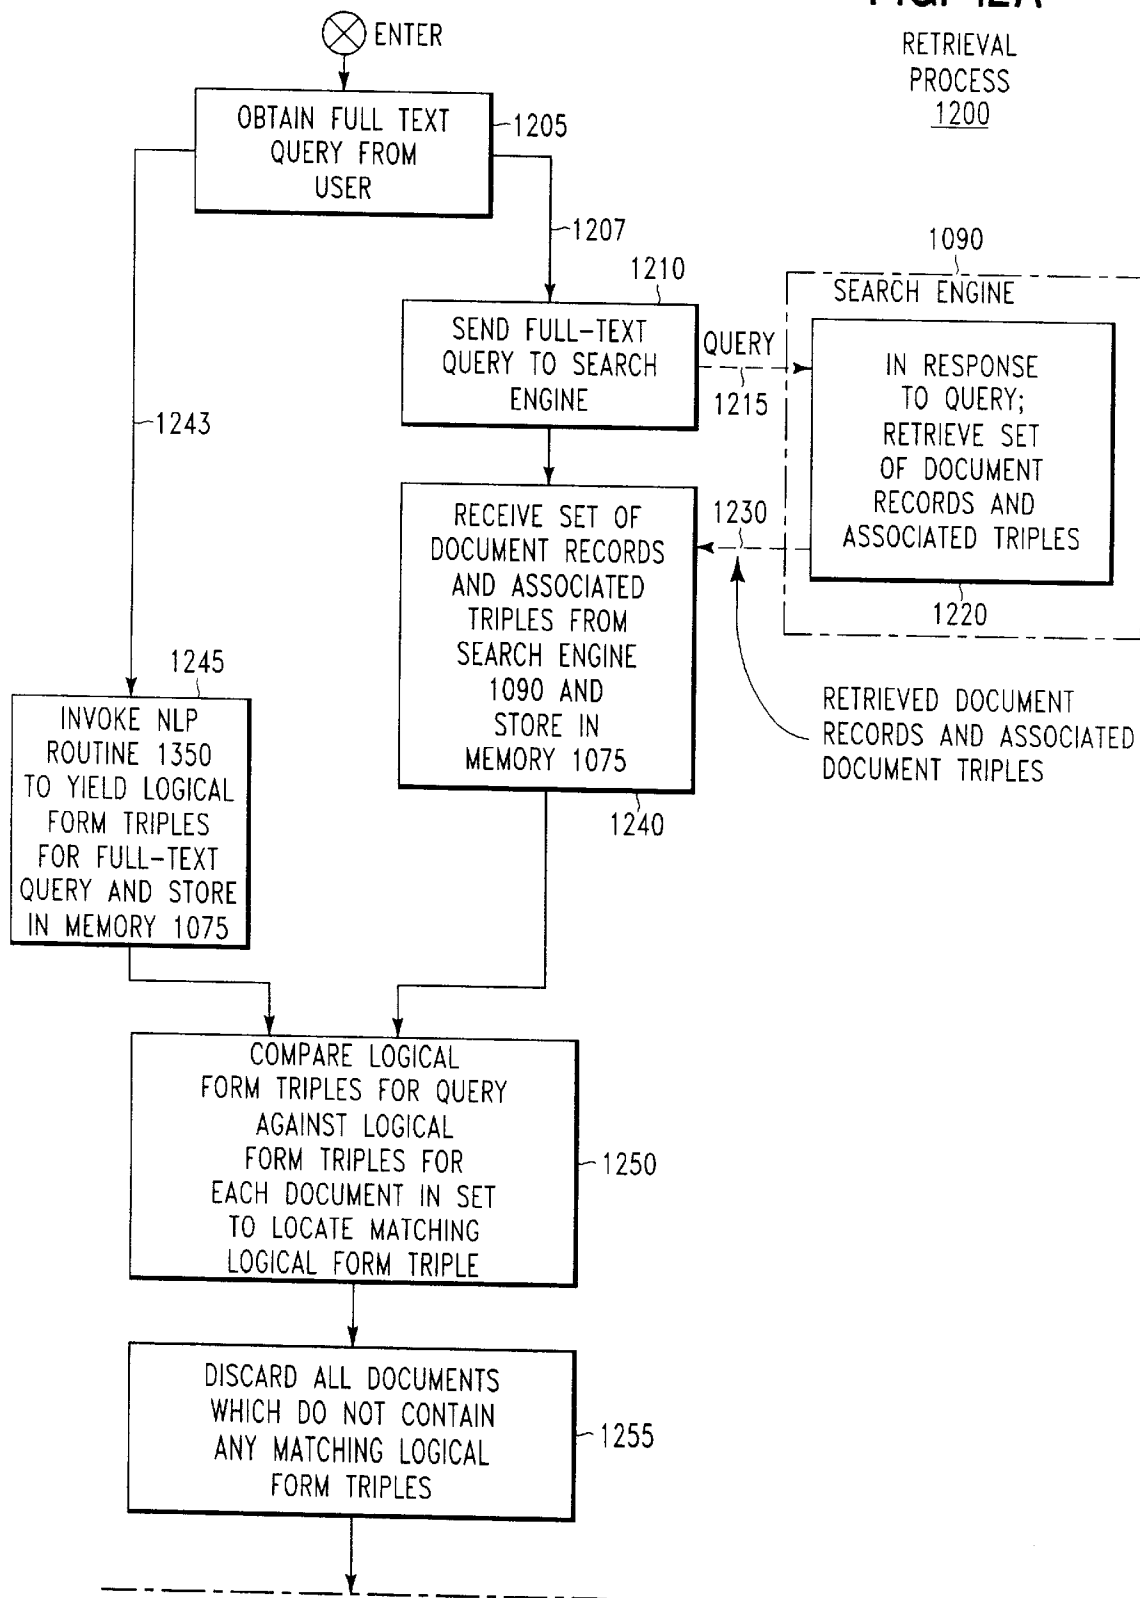 FIG. 12A
RETRIEVAL
PROCESS
1200
ENTER
OBTAIN FULL TEXT
QUERY FROM
USER
1205
1207
1243
1210
SEND FULL-TEXT
QUERY TO SEARCH
ENGINE
QUERY
1215
1090
SEARCH ENGINE
IN RESPONSE
TO QUERY;
RETRIEVE SET
OF DOCUMENT
RECORDS AND
ASSOCIATED TRIPLES
1220
1230
RECEIVE SET OF
DOCUMENT RECORDS
AND ASSOCIATED
TRIPLES FROM
SEARCH ENGINE
1090 AND
STORE IN
MEMORY 1075
1240
RETRIEVED DOCUMENT
RECORDS AND ASSOCIATED
DOCUMENT TRIPLES
1245
INVOKE NLP
ROUTINE 1350
TO YIELD LOGICAL
FORM TRIPLES
FOR FULL-TEXT
QUERY AND STORE
IN MEMORY 1075
COMPARE LOGICAL
FORM TRIPLES FOR QUERY
AGAINST LOGICAL
FORM TRIPLES FOR
EACH DOCUMENT IN SET
TO LOCATE MATCHING
LOGICAL FORM TRIPLE
1250
DISCARD ALL DOCUMENTS
WHICH DO NOT CONTAIN
ANY MATCHING LOGICAL
FORM TRIPLES
1255